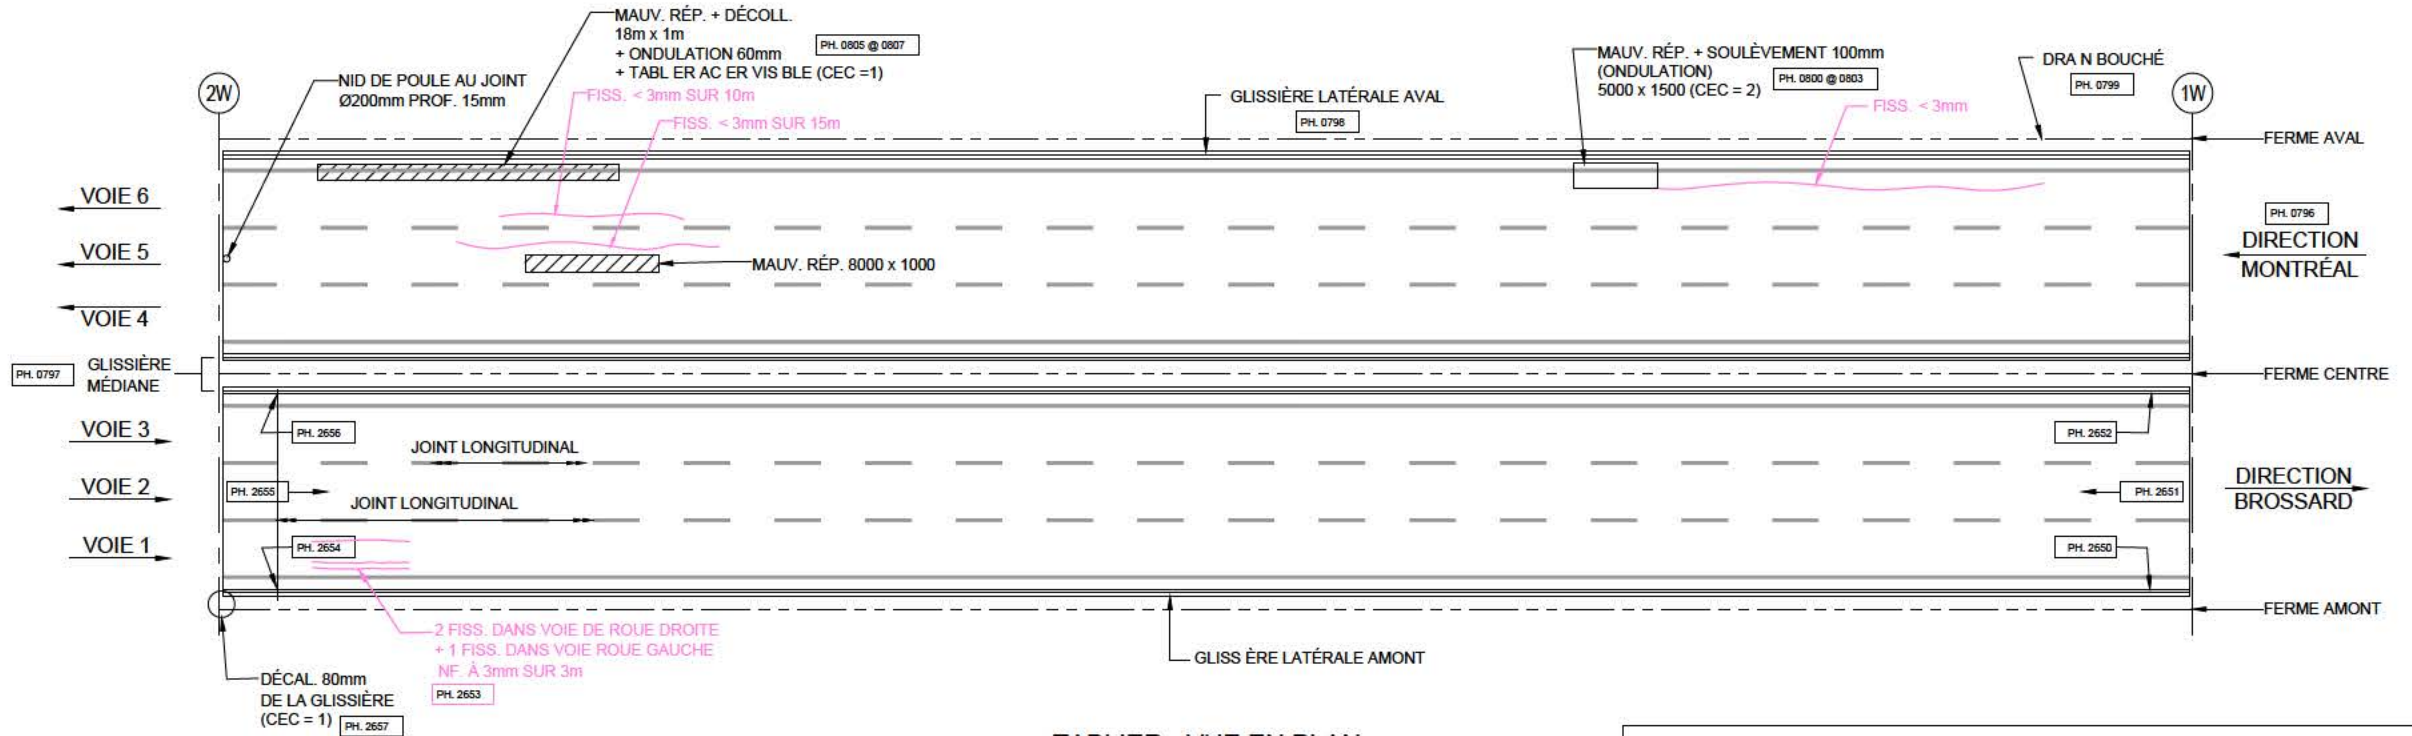 MAUV. RÉP. + DÉCOLL.
18m x 1m
+ ONDULATION 60mm
+ TABL ER AC ER VIS BLE (CEC =1)
PH. 0805 @ 0807
NID DE POULE AU JOINT
Ø200mm PROF. 15mm
FISS. < 3mm SUR 10m
FISS. < 3mm SUR 15m
2W
GLISSIÈRE LATÉRALE AVAL
PH. 0798
MAUV. RÉP. + SOULÈVEMENT 100mm
(ONDULATION)
5000 x 1500 (CEC = 2)
PH. 0800 @ 0803
FISS. < 3mm
DRA N BOUCHÉ
PH. 0799
1W
FERME AVAL
VOIE 6
VOIE 5
VOIE 4
MAUV. RÉP. 8000 x 1000
PH. 0796
DIRECTION
MONTRÉAL
PH. 0797
GLISSIÈRE
MÉDIANE
FERME CENTRE
VOIE 3
VOIE 2
VOIE 1
PH. 2656
JOINT LONGITUDINAL
PH. 2655
JOINT LONGITUDINAL
PH. 2654
PH. 2652
PH. 2651
PH. 2650
DIRECTION
BROSSARD
FERME AMONT
2 FISS. DANS VOIE DE ROUE DROITE
+ 1 FISS. DANS VOIE ROUE GAUCHE
NF. À 3mm SUR 3m
PH. 2653
GLISS ÈRE LATÉRALE AMONT
DÉCAL. 80mm
DE LA GLISSIÈRE
(CEC = 1)
PH. 2657